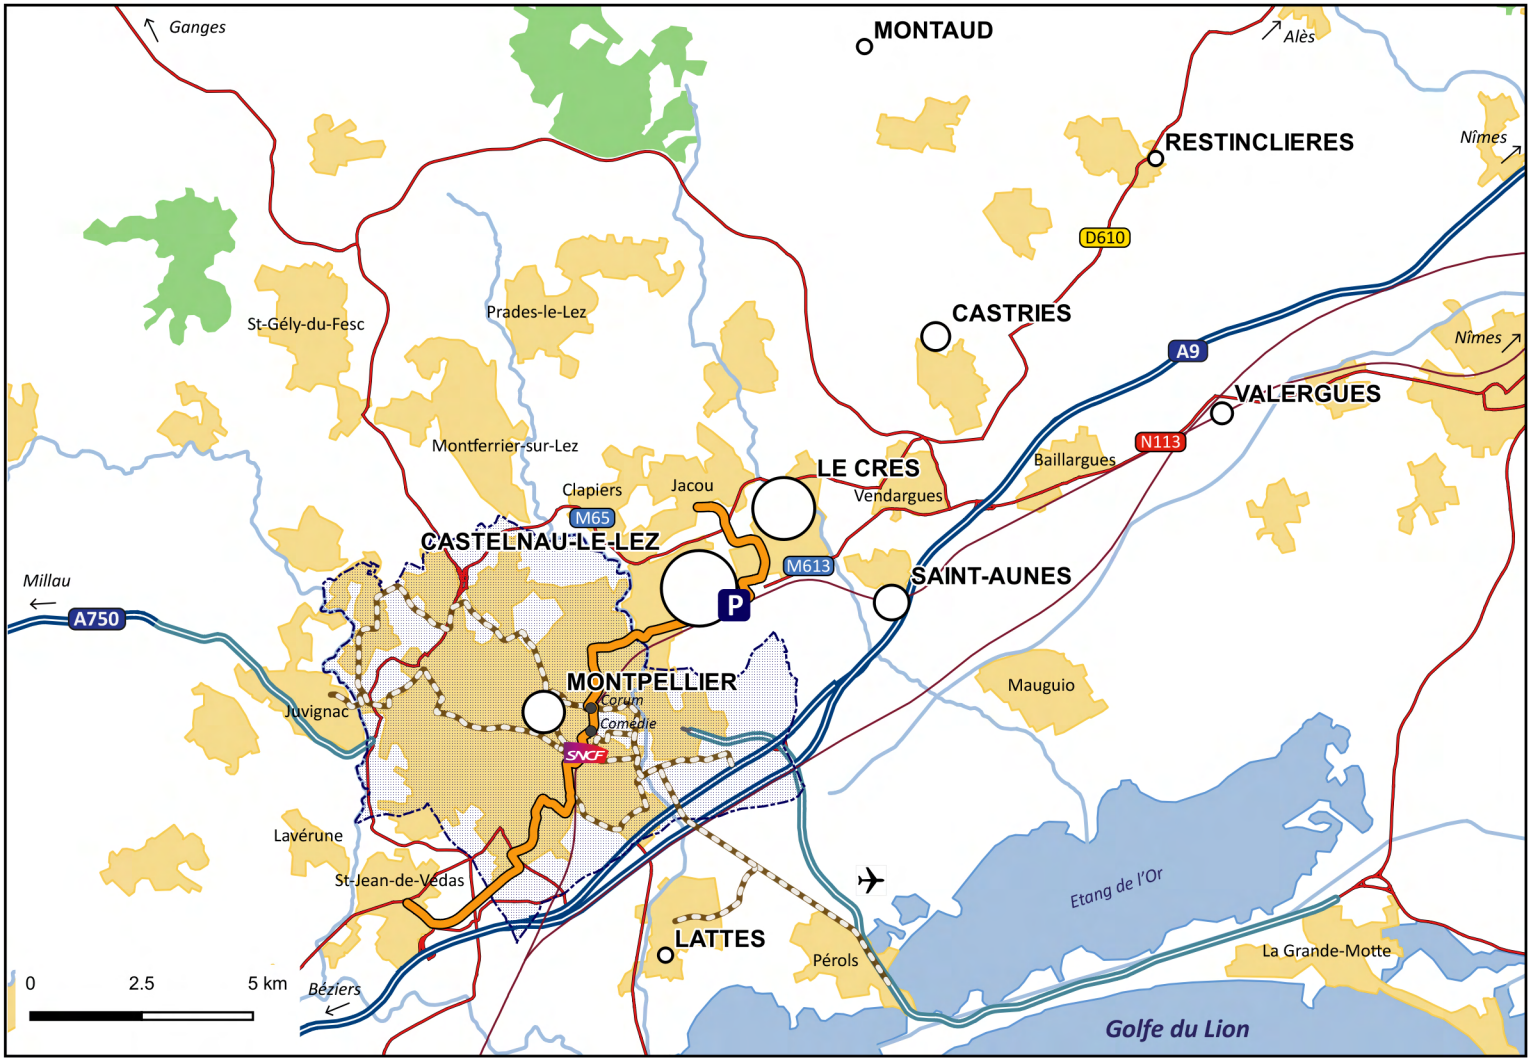 Ganges
MONTAUD
Alès
RESTINCLIERES
Nîmes
D610
CASTRIES
St-Gély-du-Fesc
Prades-le-Lez
A9
Nîmes
VALERGUES
Montferrier-sur-Lez
N113
Baillargues
LE CRES
Vendargues
Clapiers
Jacou
M65
CASTELNAU-LE-LEZ
M613
SAINT-AUNES
Millau
A750
P
MONTPELLIER
Corum
Comédie
SNCF
Juvignac
Mauguio
Lavérune
St-Jean-de-Védas
Etang de l'Or
LATTES
Pérols
La Grande-Motte
0 2.5 5 km
Béziers
Golfe du Lion